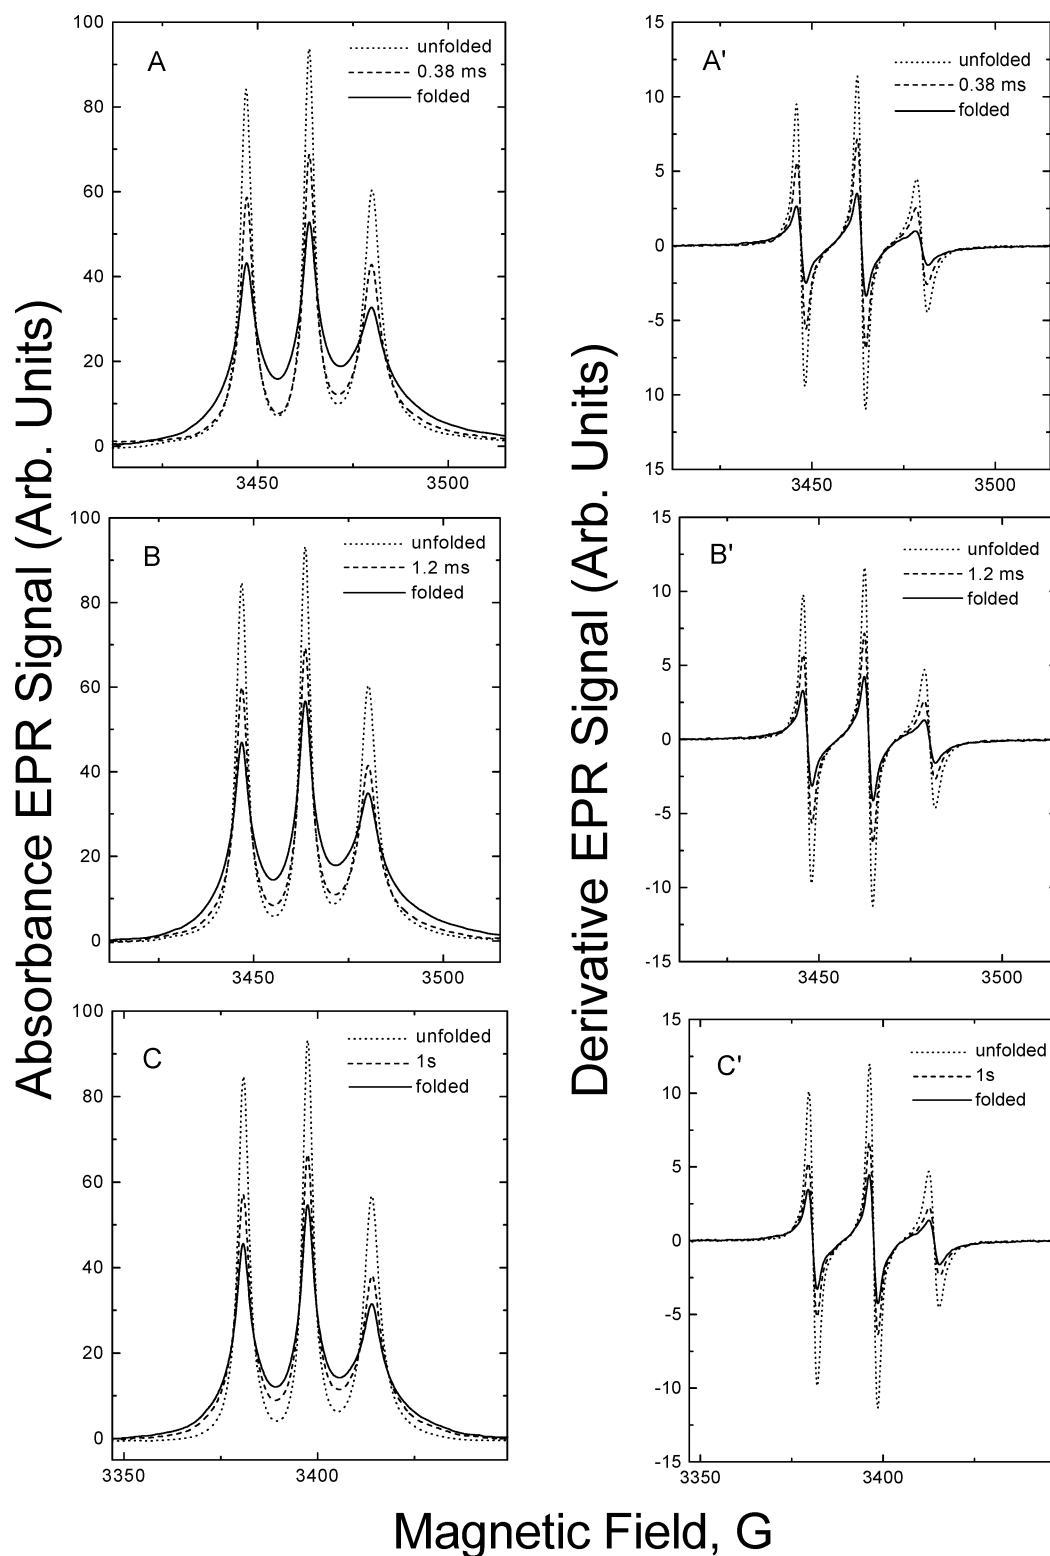 Absorbance EPR Signal (Arb. Units)
A
unfolded
0.38 ms
folded
100
80
60
40
20
0
3450
3500
B
unfolded
1.2 ms
folded
100
80
60
40
20
0
3450
3500
C
unfolded
1s
folded
100
80
60
40
20
0
3350
3400
Derivative EPR Signal (Arb. Units)
A'
unfolded
0.38 ms
folded
15
10
5
0
-5
10
15
3450
3500
B'
unfolded
1.2 ms
folded
15
10
5
0
-5
-10
-15
3450
3500
C'
unfolded
1s
folded
15
10
5
0
-5
-10
-15
3350
3400
Magnetic Field, G